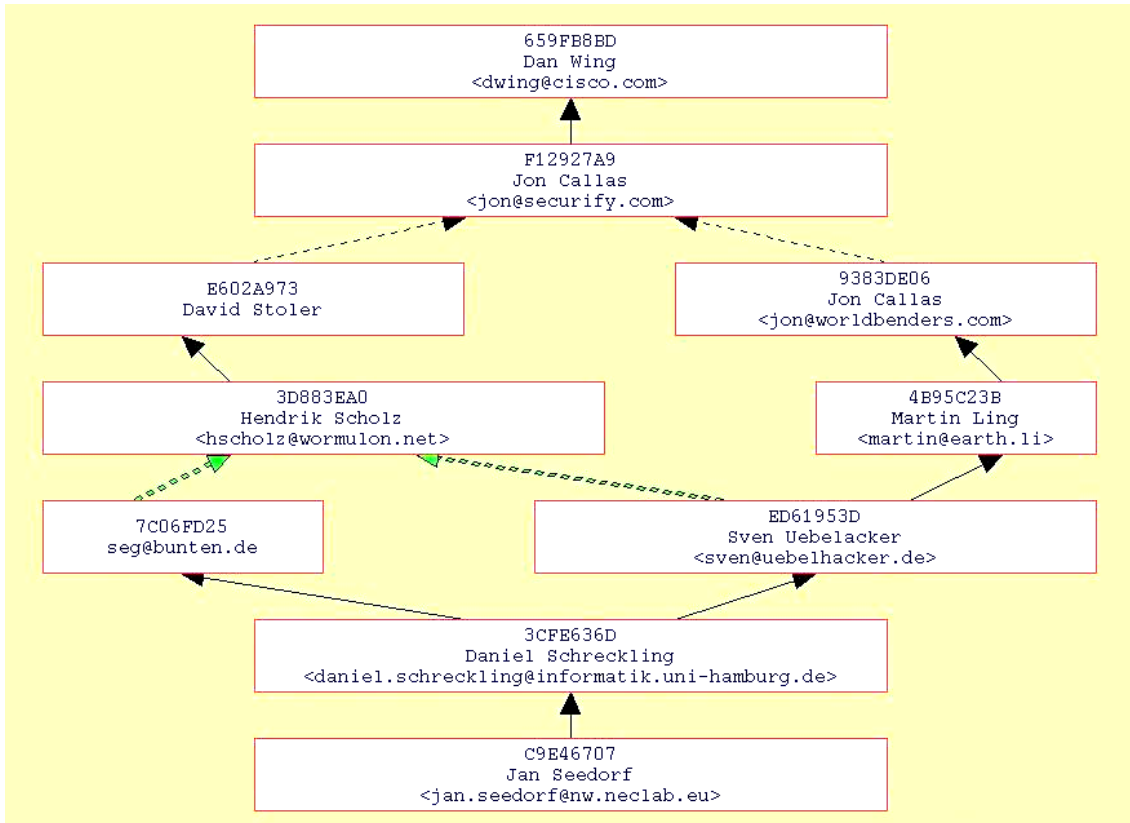 659FB8BD
Dan Wing
<dwing@cisco.com>
F12927A9
Jon Callas
<jon@securify.com>
E602A973
David Stoler
9383DE06
Jon Callas
<jon@worldbenders.com>
3D883EA0
Hendrik Scholz
<hscholz@wormulon.net>
4B95C23B
Martin Ling
<martin@earth.li>
7C06FD25
seg@bunten.de
ED61953D
Sven Uebelacker
<sven@uebelhacker.de>
3CFE636D
Daniel Schreckling
<daniel.schreckling@informatik.uni-hamburg.de>
C9E46707
Jan Seedorf
<jan.seedorf@nw.neclab.eu>